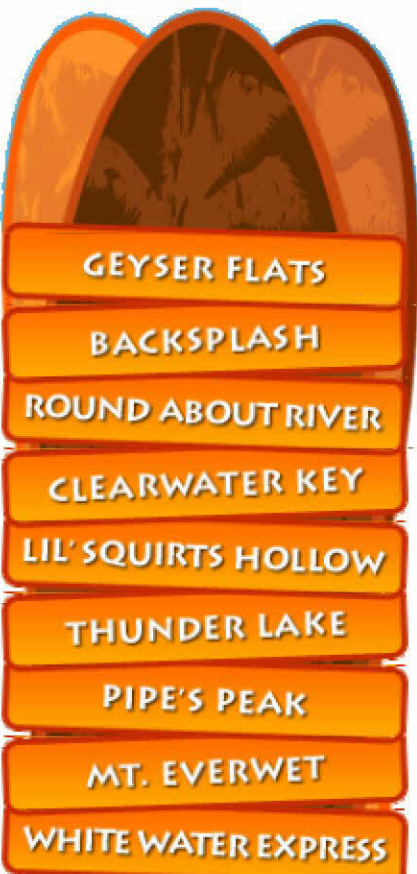 GEYSER FLATS
BACKSPLASH
ROUND ABOUT RIVER
CLEARWATER KEY
LIL' SQUIRTS HOLLOW
THUNDER LAKE
PIPE'S PEAK
MT. EVERWET
WHITE WATER EXPRESS